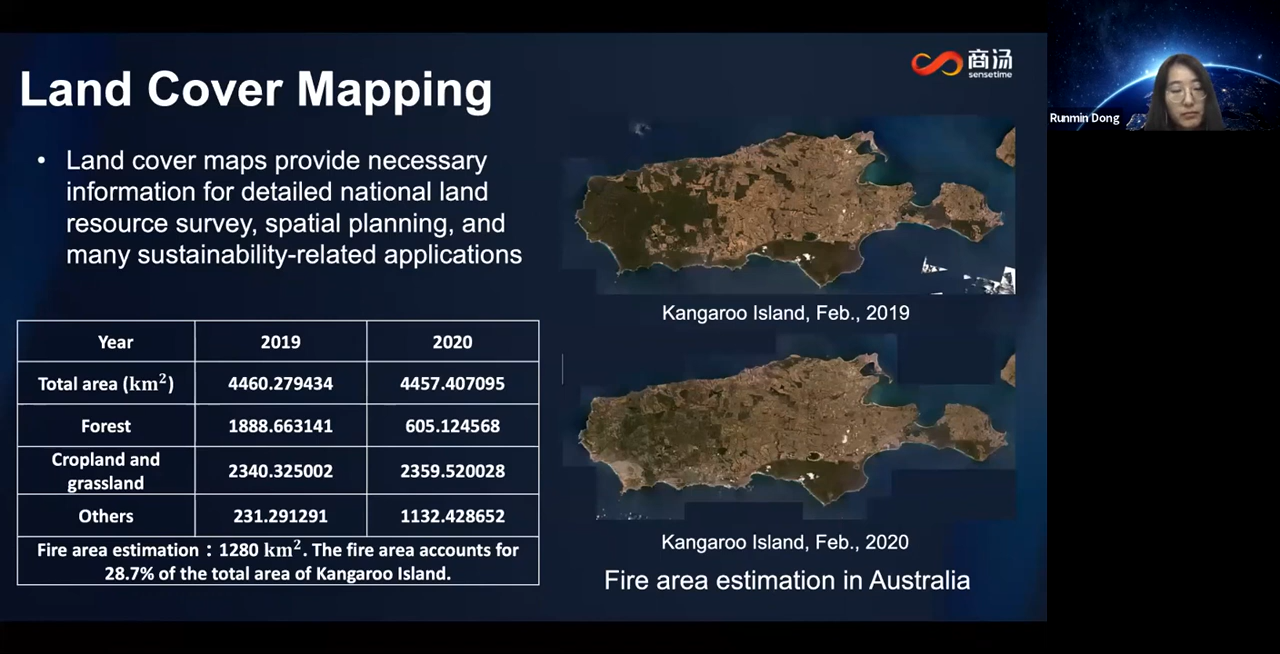 商汤
sensetime
Land Cover Mapping
• Land cover maps provide necessary
information for detailed national land
resource survey, spatial planning, and
many sustainability-related applications
Year 2019 2020
Total area (km²) 4460.279434 4457.407095
Forest 1888.663141 605.124568
Cropland and
grassland 2340.325002 2359.520028
Others 231.291291 1132.428652
Fire area estimation：1280 km². The fire area accounts for
28.7% of the total area of Kangaroo Island.
Kangaroo Island, Feb., 2019
Kangaroo Island, Feb., 2020
Fire area estimation in Australia
Runmin Dong